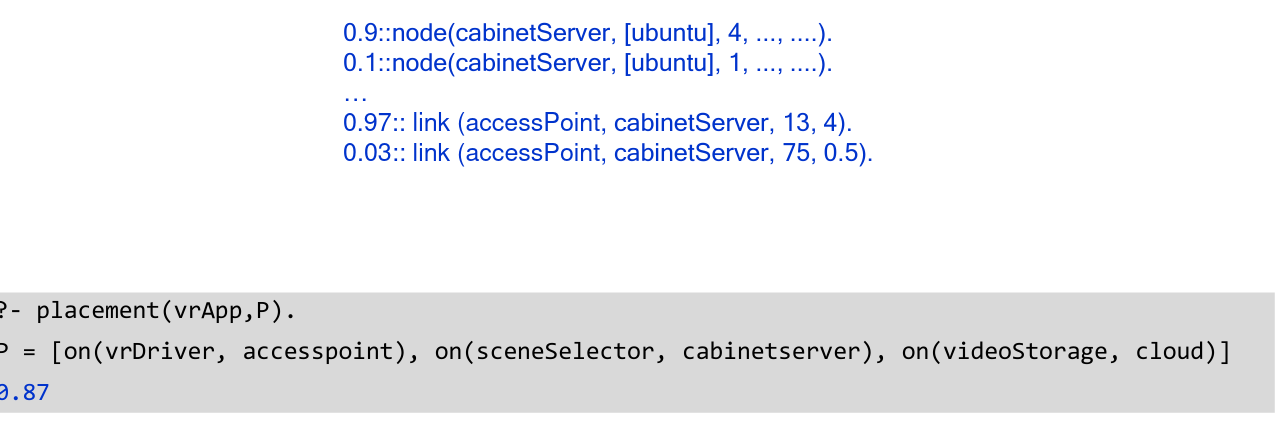 0.9::node(cabinetServer, [ubuntu], 4, ..., ....).
0.1::node(cabinetServer, [ubuntu], 1, ..., ....).
…
0.97:: link (accessPoint, cabinetServer, 13, 4).
0.03:: link (accessPoint, cabinetServer, 75, 0.5).
?- placement(vrApp,P).
P = [on(vrDriver, accesspoint), on(sceneSelector, cabinetserver), on(videoStorage, cloud)]
0.87